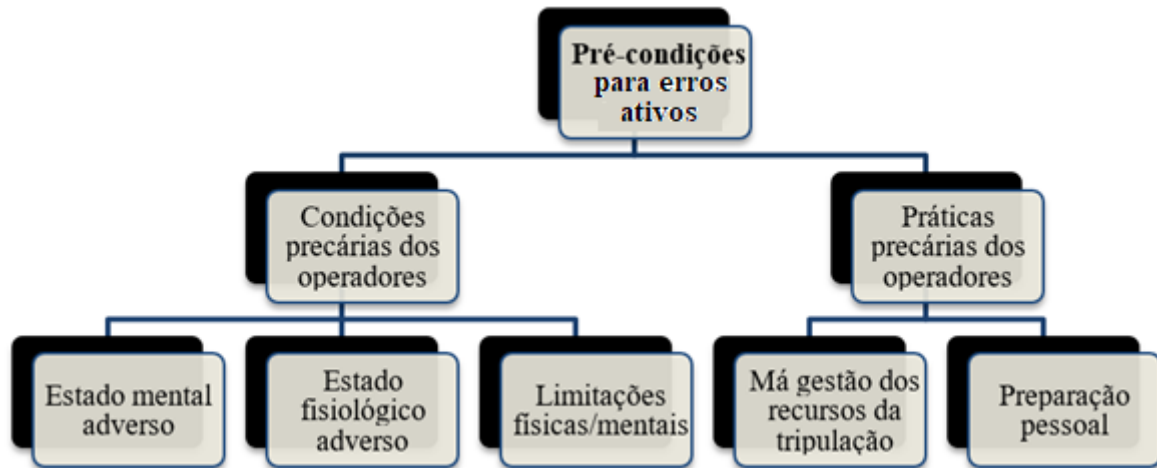 Pré-condições
para erros
ativos
Condições
precárias dos
operadores
Práticas
precárias dos
operadores
Estado mental
adverso
Estado
fisiológico
adverso
Limitações
físicas/mentais
Má gestão dos
recursos da
tripulação
Preparação
pessoal